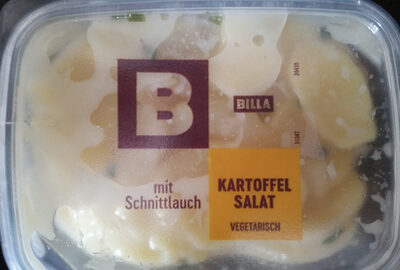 B
BILLA
mit
Schnittlauch
KARTOFFEL
SALAT
VEGETARISCH